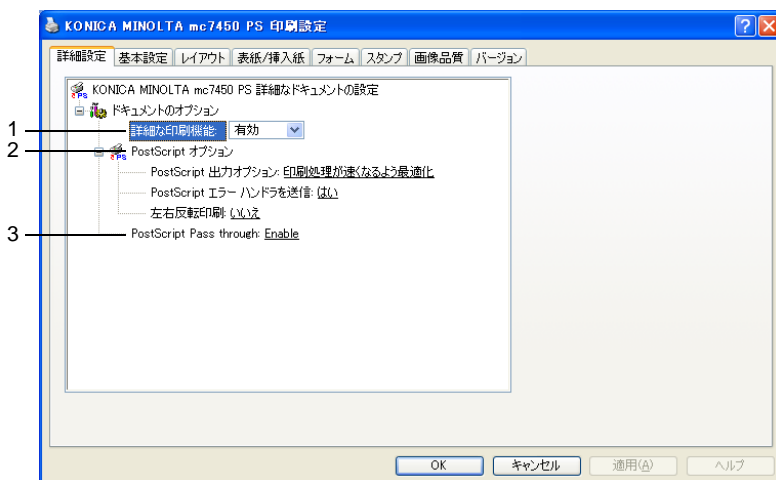 KONICA MINOLTA mc7450 PS 印刷設定
詳細設定 基本設定 レイアウト 表紙/挿入紙 フォーム スタンプ 画像品質 バージョン
KONICA MINOLTA mc7450 PS 詳細なドキュメントの設定
ドキュメントのオプション
1 詳細な印刷機能: 有効
2 PostScript オプション
PostScript 出力オプション: 印刷処理が速くなるよう最適化
PostScript エラー ハンドラを送信: はい
左右反転印刷: いいえ
3 PostScript Pass through: Enable
OK キャンセル 適用(A) ヘルプ